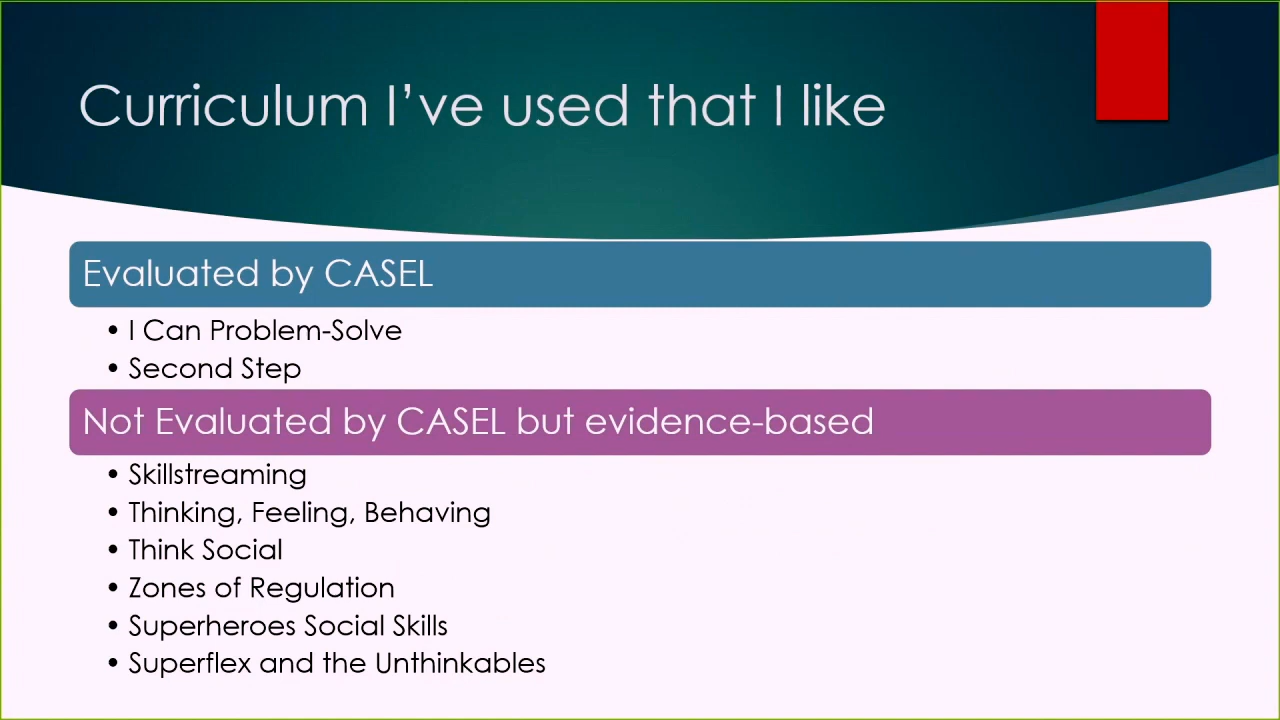 Curriculum I’ve used that I like
Evaluated by CASEL
• I Can Problem-Solve
• Second Step
Not Evaluated by CASEL but evidence-based
• Skillstreaming
• Thinking, Feeling, Behaving
• Think Social
• Zones of Regulation
• Superheroes Social Skills
• Superflex and the Unthinkables